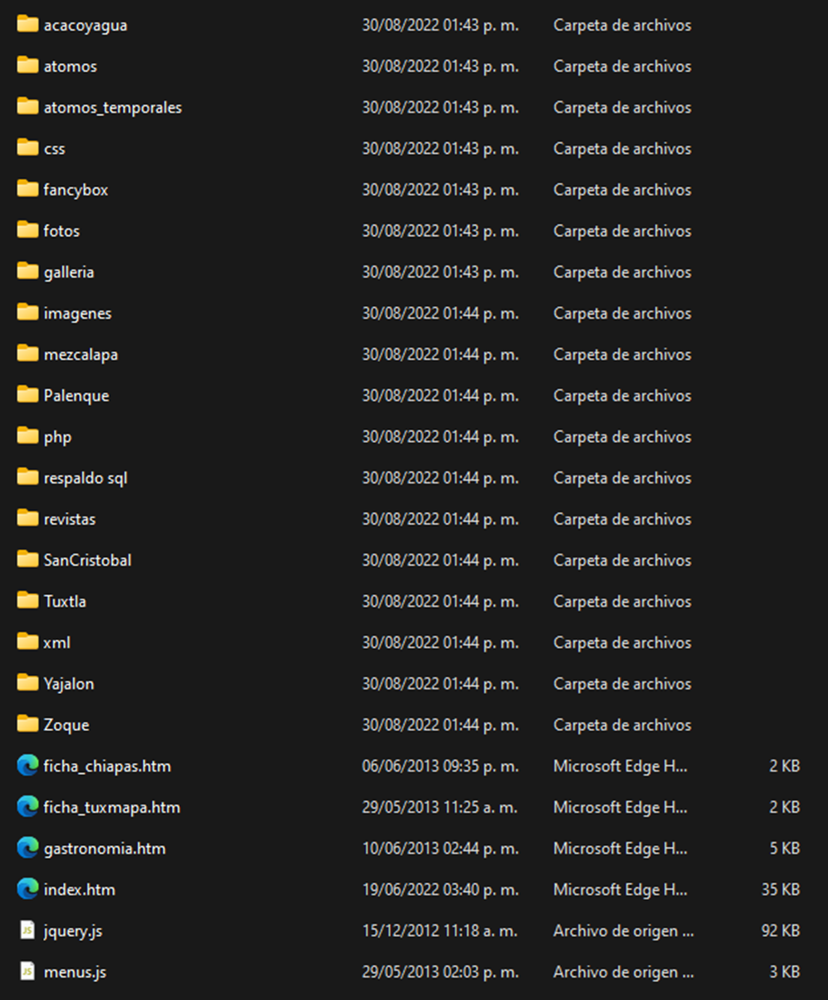 acacoyagua 30/08/2022 01:43 p. m. Carpeta de archivos
atomos 30/08/2022 01:43 p. m. Carpeta de archivos
atomos_temporales 30/08/2022 01:43 p. m. Carpeta de archivos
css 30/08/2022 01:43 p. m. Carpeta de archivos
fancybox 30/08/2022 01:43 p. m. Carpeta de archivos
fotos 30/08/2022 01:43 p. m. Carpeta de archivos
galleria 30/08/2022 01:43 p. m. Carpeta de archivos
imagenes 30/08/2022 01:44 p. m. Carpeta de archivos
mezcalapa 30/08/2022 01:44 p. m. Carpeta de archivos
Palenque 30/08/2022 01:44 p. m. Carpeta de archivos
php 30/08/2022 01:44 p. m. Carpeta de archivos
respaldo sql 30/08/2022 01:44 p. m. Carpeta de archivos
revistas 30/08/2022 01:44 p. m. Carpeta de archivos
SanCristobal 30/08/2022 01:44 p. m. Carpeta de archivos
Tuxtla 30/08/2022 01:44 p. m. Carpeta de archivos
xml 30/08/2022 01:44 p. m. Carpeta de archivos
Yajalon 30/08/2022 01:44 p. m. Carpeta de archivos
Zoque 30/08/2022 01:44 p. m. Carpeta de archivos
ficha_chiapas.htm 06/06/2013 09:35 p. m. Microsoft Edge H... 2 KB
ficha_tuxmapa.htm 29/05/2013 11:25 a. m. Microsoft Edge H... 2 KB
gastronomia.htm 10/06/2013 02:44 p. m. Microsoft Edge H... 5 KB
index.htm 19/06/2022 03:40 p. m. Microsoft Edge H... 35 KB
JS jquery.js 15/12/2012 11:18 a. m. Archivo de origen ... 92 KB
JS menus.js 29/05/2013 02:03 p. m. Archivo de origen ... 3 KB